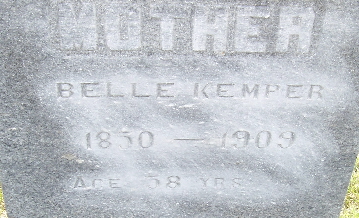 MOTHER
BELLE KEMPER
1850 — 1909
AGE 58 YRS